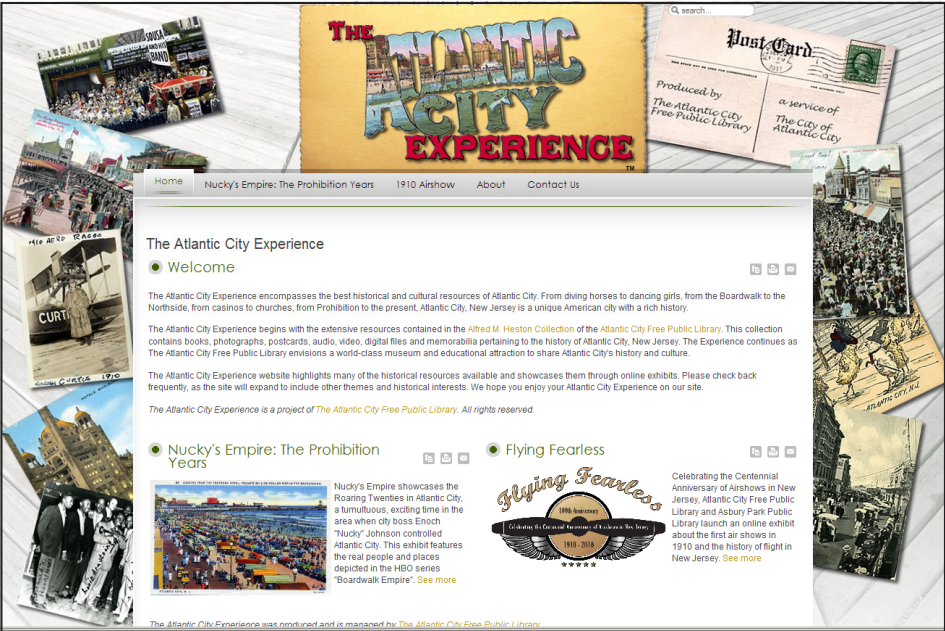 SOUSA
AND HIS
BAND
THE
ATLANTIC
CITY
EXPERIENCE
TM
search...
Post Card
1917
Produced by
The Atlantic City
Free Public Library
a service of
The City of
Atlantic City
Home
Nucky's Empire: The Prohibition Years
1910 Airshow
About
Contact Us
1910 AERO RACES
CURTI
CURTIS 1910
ATLANTIC CITY, N.J.
The Atlantic City Experience
Welcome
The Atlantic City Experience encompasses the best historical and cultural resources of Atlantic City. From diving horses to dancing girls, from the Boardwalk to the
Northside, from casinos to churches, from Prohibition to the present, Atlantic City, New Jersey is a unique American city with a rich history.
The Atlantic City Experience begins with the extensive resources contained in the Alfred M. Heston Collection of the Atlantic City Free Public Library. This collection
contains books, photographs, postcards, audio, video, digital files and memorabilia pertaining to the history of Atlantic City, New Jersey. The Experience continues as
The Atlantic City Free Public Library envisions a world-class museum and educational attraction to share Atlantic City's history and culture.
The Atlantic City Experience website highlights many of the historical resources available and showcases them through online exhibits. Please check back
frequently, as the site will expand to include other themes and historical interests. We hope you enjoy your Atlantic City Experience on our site.
The Atlantic City Experience is a project of The Atlantic City Free Public Library. All rights reserved.
Nucky's Empire: The Prohibition
Years
Nucky's Empire showcases the
Roaring Twenties in Atlantic City,
a tumultuous, exciting time in the
area when city boss Enoch
"Nucky" Johnson controlled
Atlantic City. This exhibit features
the real people and places
depicted in the HBO series
"Boardwalk Empire". See more
Flying Fearless
Flying Fearless
100th Anniversary
Celebrating the Centennial Anniversary of Airshows in New Jersey
1910 - 2010
Celebrating the Centennial
Anniversary of Airshows in New
Jersey, Atlantic City Free Public
Library and Asbury Park Public
Library launch an online exhibit
about the first air shows in
1910 and the history of flight in
New Jersey. See more
The Atlantic City Experience was produced and is managed by The Atlantic City Free Public Library